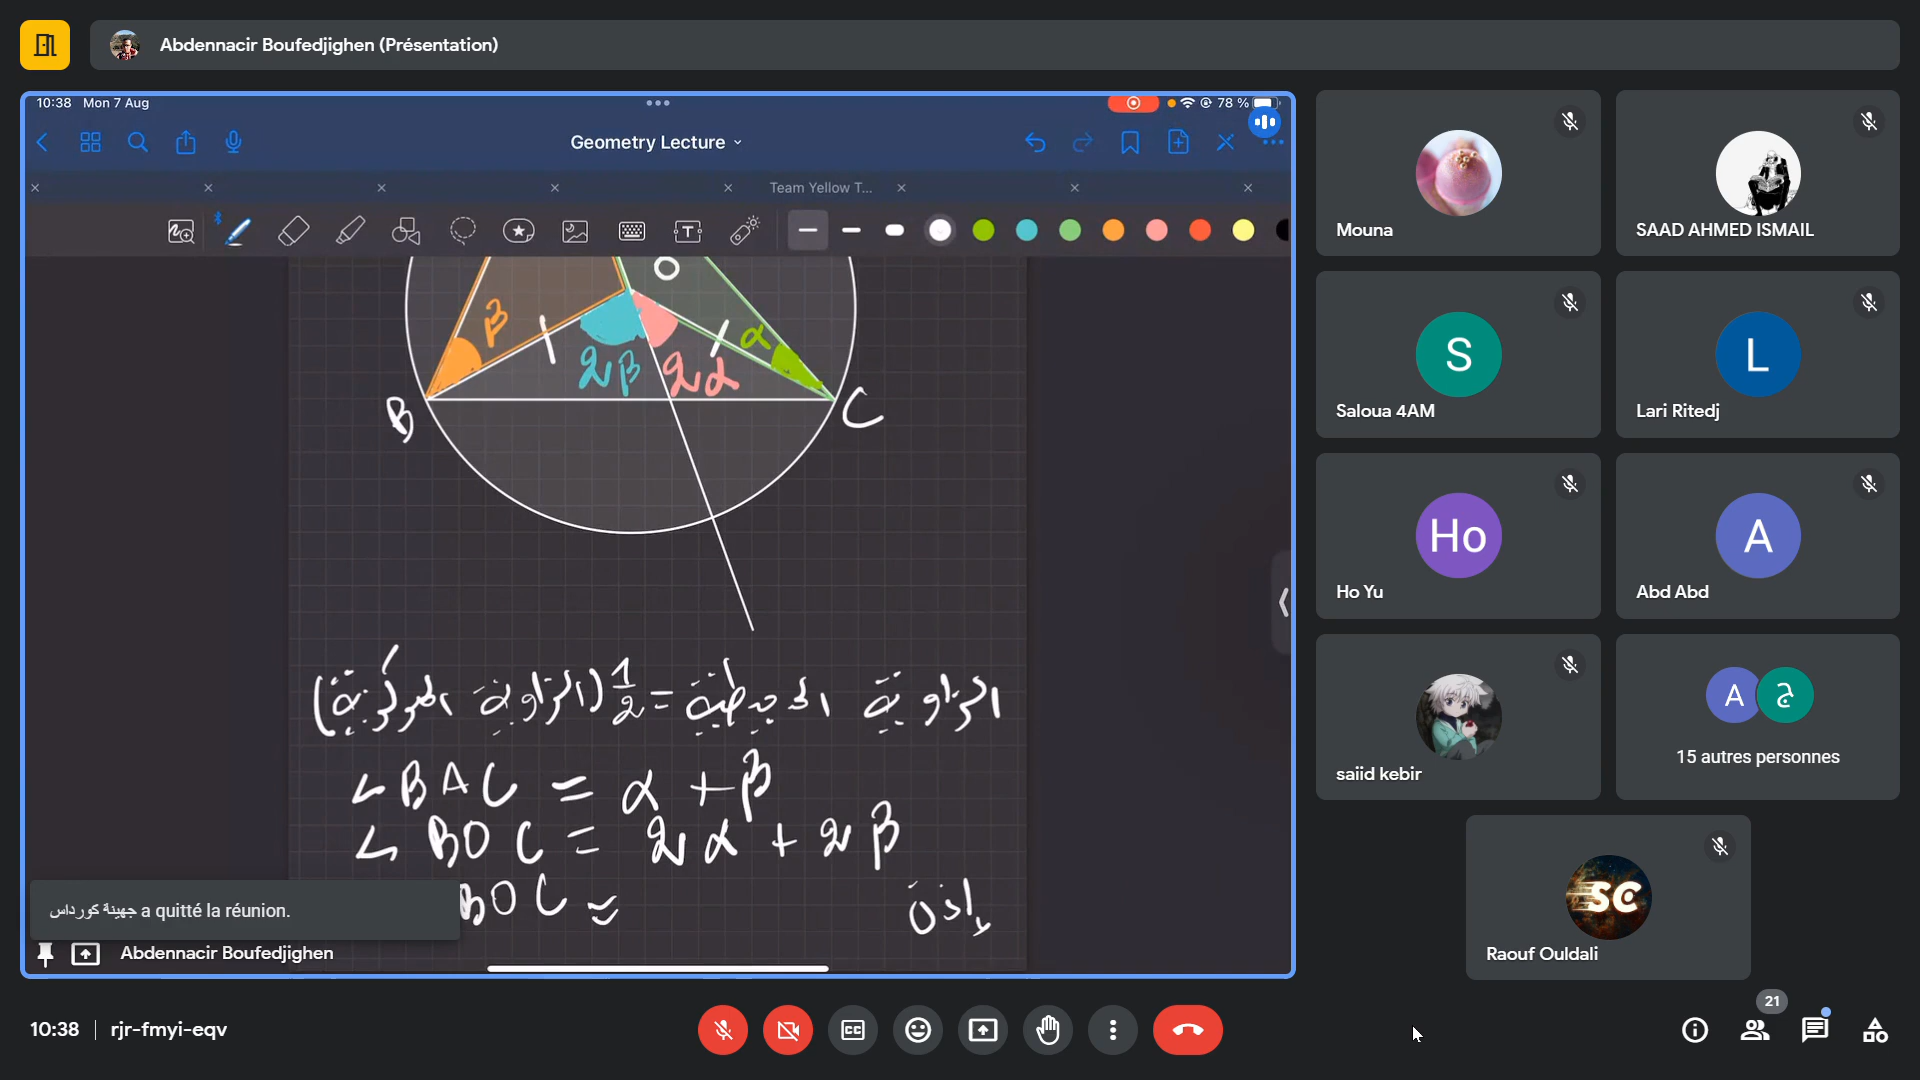 Abdennacir Boufedjighen (Présentation)
10:38 Mon 7 Aug
78 %
Geometry Lecture
Team Yellow T...
O
β
α
2β
2α
B
C
الزاوية المحيطية = 1/2 (الزاوية المركزية)
∠BAC = α + β
∠BOC = 2α + 2β
BOC =
بإذن
جهينة كورداس a quitté la réunion.
Abdennacir Boufedjighen
Mouna
SAAD AHMED ISMAIL
S
Saloua 4AM
L
Lari Ritedj
Ho
Ho Yu
A
Abd Abd
saiid kebir
A
ج
15 autres personnes
SC
Raouf Ouldali
10:38 | rjr-fmyi-eqv
21